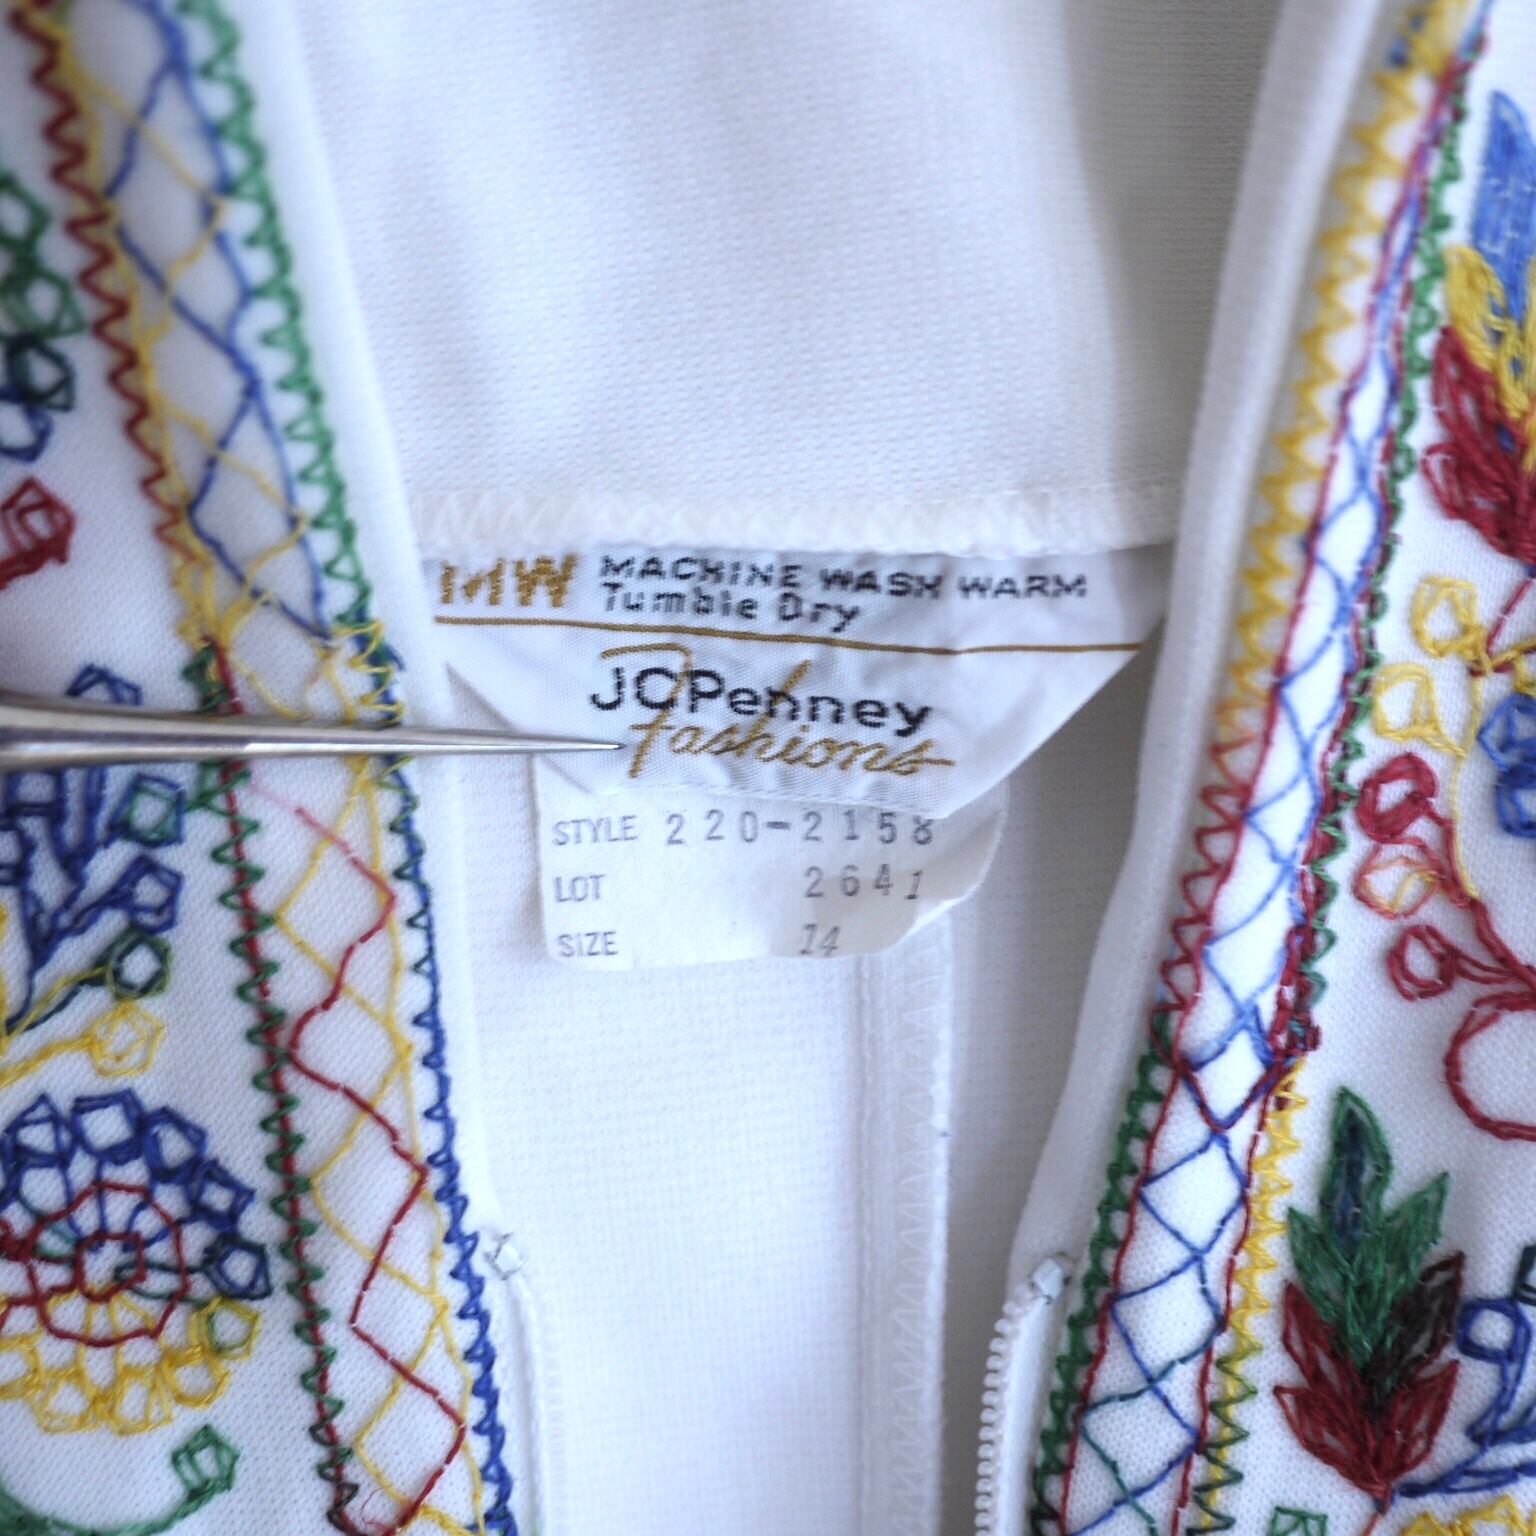 MW MACHINE WASH WARM
Tumble Dry
JCPenney
Fashions
STYLE 220-2158
LOT 2641
SIZE 14